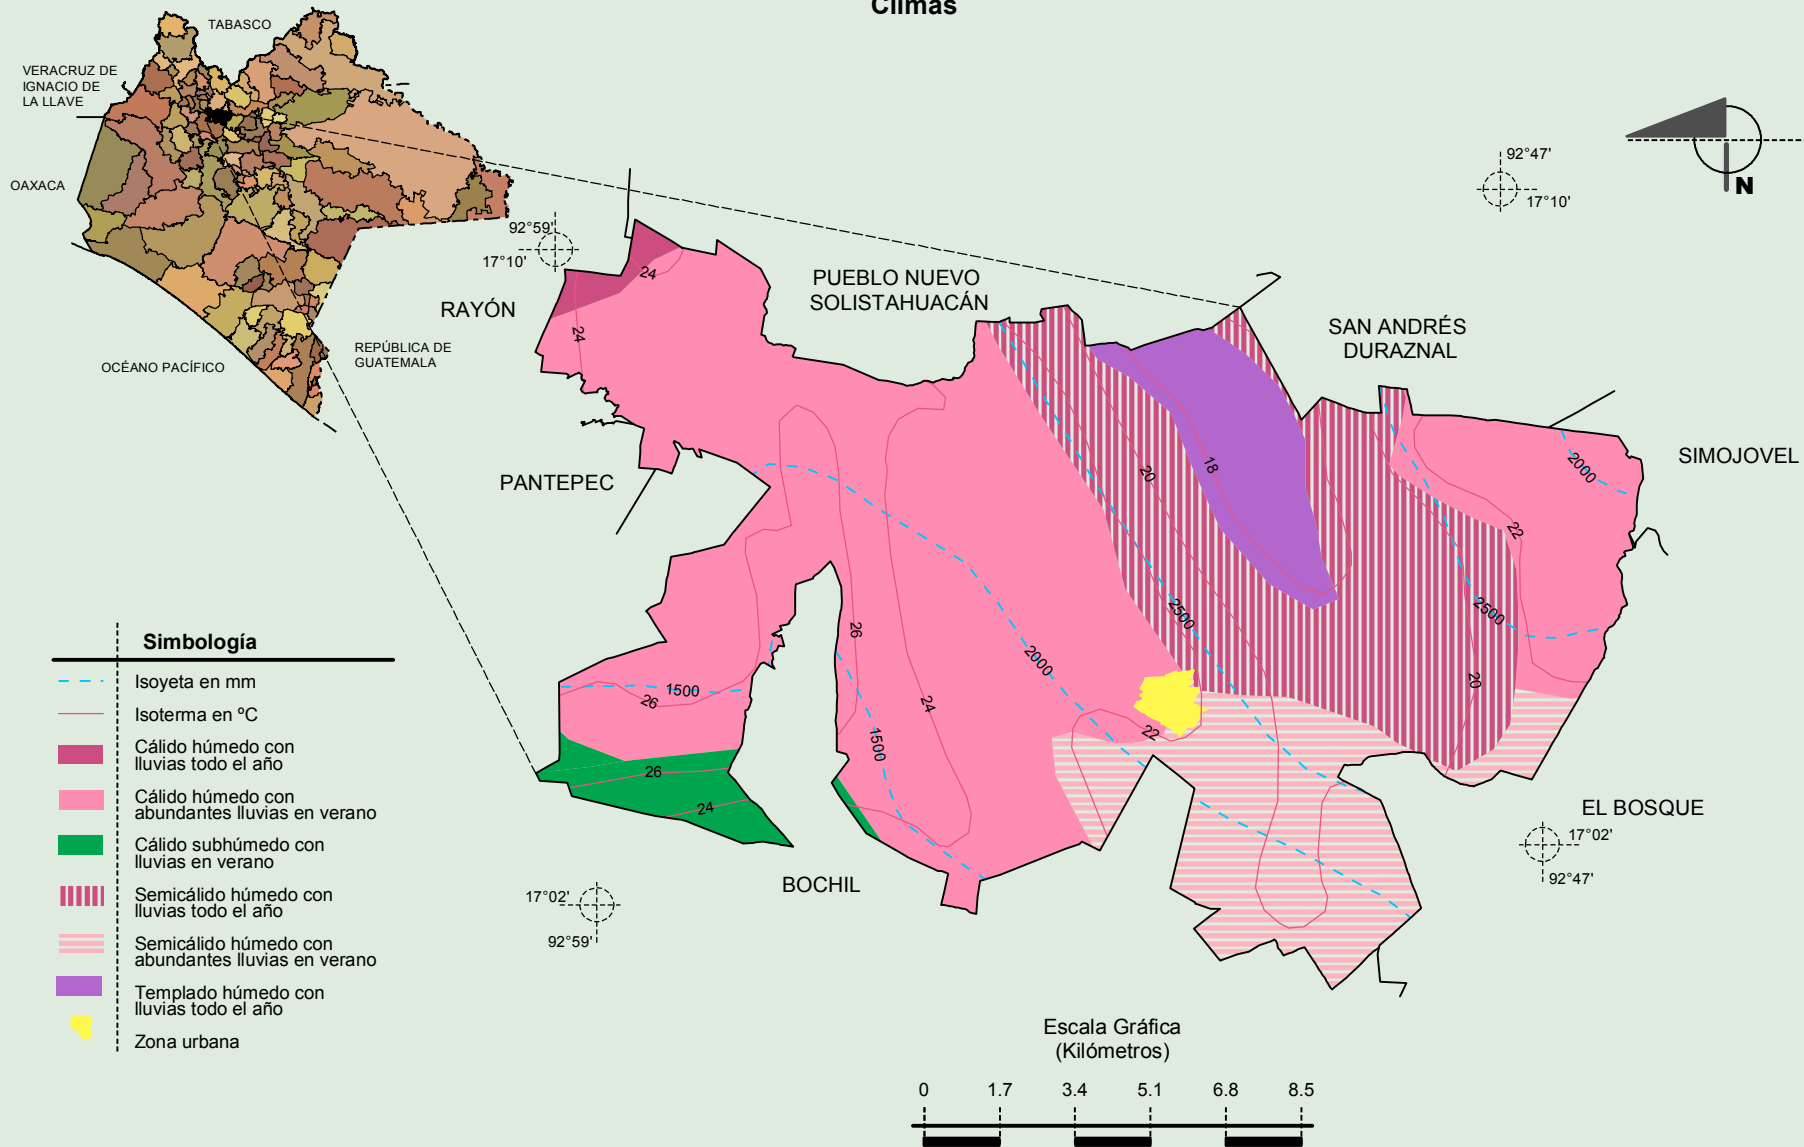 Climas
TABASCO
VERACRUZ DE
IGNACIO DE
LA LLAVE
OAXACA
OCÉANO PACÍFICO
REPÚBLICA DE
GUATEMALA
92°59'
17°10'
92°47'
17°10'
N
RAYÓN
PUEBLO NUEVO
SOLISTAHUACÁN
SAN ANDRÉS
DURAZNAL
SIMOJOVEL
PANTEPEC
EL BOSQUE
BOCHIL
24
24
20
18
2000
22
2500
2500
20
26
2000
24
1500
26
1500
22
26
24
17°02'
92°47'
17°02'
92°59'
Simbología
Isoyeta en mm
Isoterma en ºC
Cálido húmedo con
lluvias todo el año
Cálido húmedo con
abundantes lluvias en verano
Cálido subhúmedo con
lluvias en verano
Semicálido húmedo con
lluvias todo el año
Semicálido húmedo con
abundantes lluvias en verano
Templado húmedo con
lluvias todo el año
Zona urbana
Escala Gráfica
(Kilómetros)
0 1.7 3.4 5.1 6.8 8.5